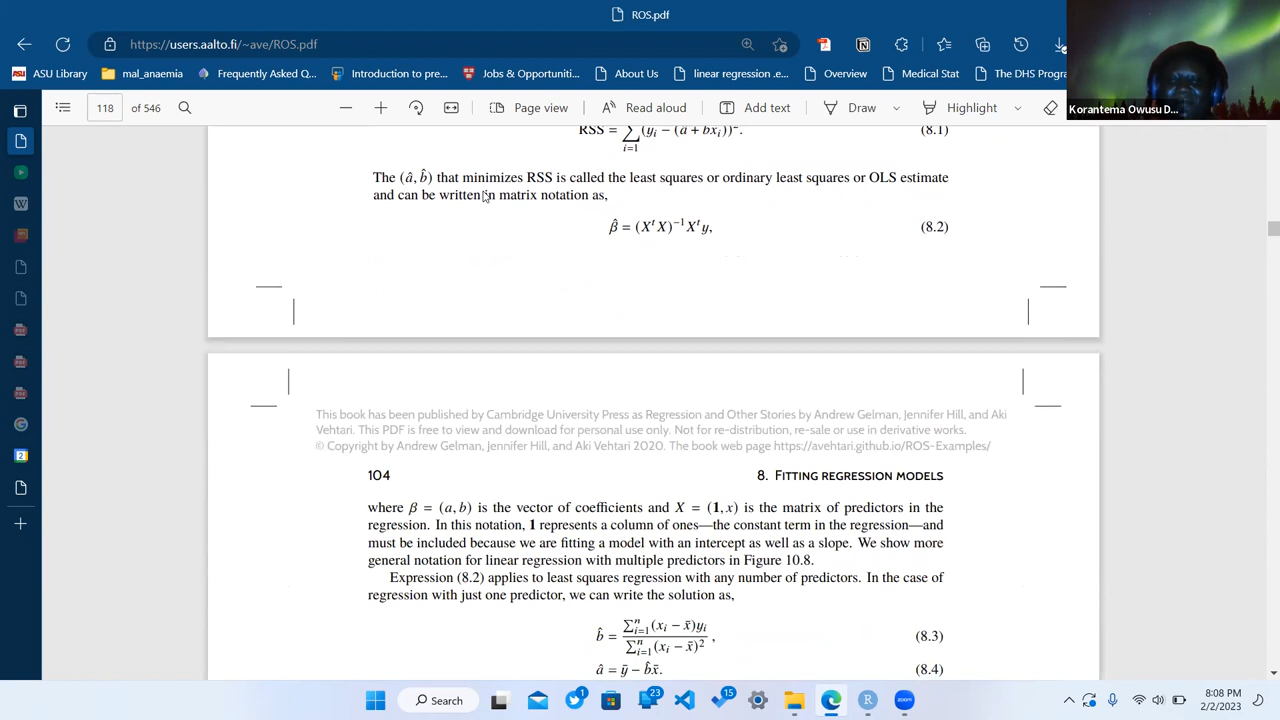 ROS.pdf
https://users.aalto.fi/~ave/ROS.pdf
ASU Library
mal_anaemia
Frequently Asked Q...
Introduction to pre...
Jobs & Opportuniti...
About Us
linear regression .e...
Overview
Medical Stat
The DHS Progra
Korantema Owusu D...
118 of 546
Page view
Read aloud
Add text
Draw
Highlight
RSS = ∑ (yᵢ − (a + bxᵢ))². (8.1)
i=1
The (â, b̂) that minimizes RSS is called the least squares or ordinary least squares or OLS estimate
and can be written in matrix notation as,
β̂ = (XᵗX)⁻¹Xᵗy, (8.2)
This book has been published by Cambridge University Press as Regression and Other Stories by Andrew Gelman, Jennifer Hill, and Aki
Vehtari. This PDF is free to view and download for personal use only. Not for re-distribution, re-sale or use in derivative works.
© Copyright by Andrew Gelman, Jennifer Hill, and Aki Vehtari 2020. The book web page https://avehtari.github.io/ROS-Examples/
104 8. FITTING REGRESSION MODELS
where β = (a, b) is the vector of coefficients and X = (1, x) is the matrix of predictors in the
regression. In this notation, 1 represents a column of ones—the constant term in the regression—and
must be included because we are fitting a model with an intercept as well as a slope. We show more
general notation for linear regression with multiple predictors in Figure 10.8.
Expression (8.2) applies to least squares regression with any number of predictors. In the case of
regression with just one predictor, we can write the solution as,
b̂ = ∑ⁿᵢ₌₁(xᵢ − x̄)yᵢ / ∑ⁿᵢ₌₁(xᵢ − x̄)² , (8.3)
â = ȳ − b̂x̄. (8.4)
Search
1
23
15
2
8:08 PM
2/2/2023